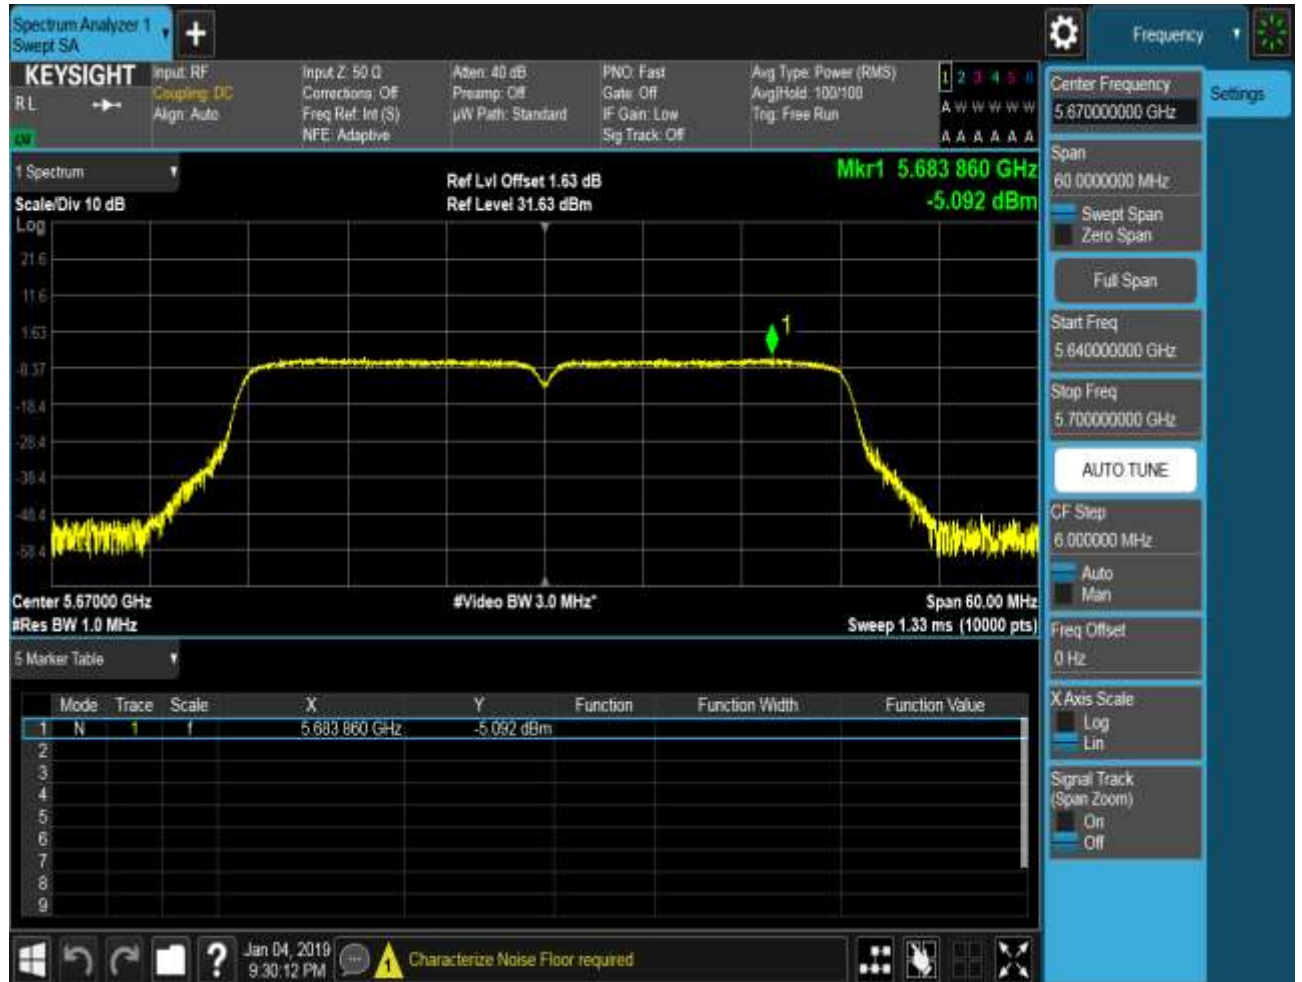 Spectrum Analyzer 1
Swept SA
Frequency
KEYSIGHT
R L
Input: RF
Coupling: DC
Align: Auto
Input Z: 50 Ω
Corrections: Off
Freq Ref: Int (S)
NFE: Adaptive
Atten: 40 dB
Preamp: Off
µW Path: Standard
PNO: Fast
Gate: Off
IF Gain: Low
Sig Track: Off
Avg Type: Power (RMS)
Avg|Hold: 100/100
Trig: Free Run
1 2 3 4 5 6
A W W W W W
A A A A A A
1 Spectrum
Scale/Div 10 dB
Ref Lvl Offset 1.63 dB
Ref Level 31.63 dBm
Mkr1 5.683 860 GHz
-5.092 dBm
Log
21.6
11.6
1.63
-8.37
-18.4
-28.4
-38.4
-48.4
-58.4
1
Center 5.67000 GHz
#Res BW 1.0 MHz
#Video BW 3.0 MHz*
Span 60.00 MHz
Sweep 1.33 ms (10000 pts)
5 Marker Table
Mode Trace Scale X Y Function Function Width Function Value
1 N 1 f 5.683 860 GHz -5.092 dBm
2
3
4
5
6
7
8
9
Jan 04, 2019
9:30:12 PM
Characterize Noise Floor required
Center Frequency
5.670000000 GHz
Settings
Span
60.0000000 MHz
Swept Span
Zero Span
Full Span
Start Freq
5.640000000 GHz
Stop Freq
5.700000000 GHz
AUTO TUNE
CF Step
6.000000 MHz
Auto
Man
Freq Offset
0 Hz
X Axis Scale
Log
Lin
Signal Track
(Span Zoom)
On
Off